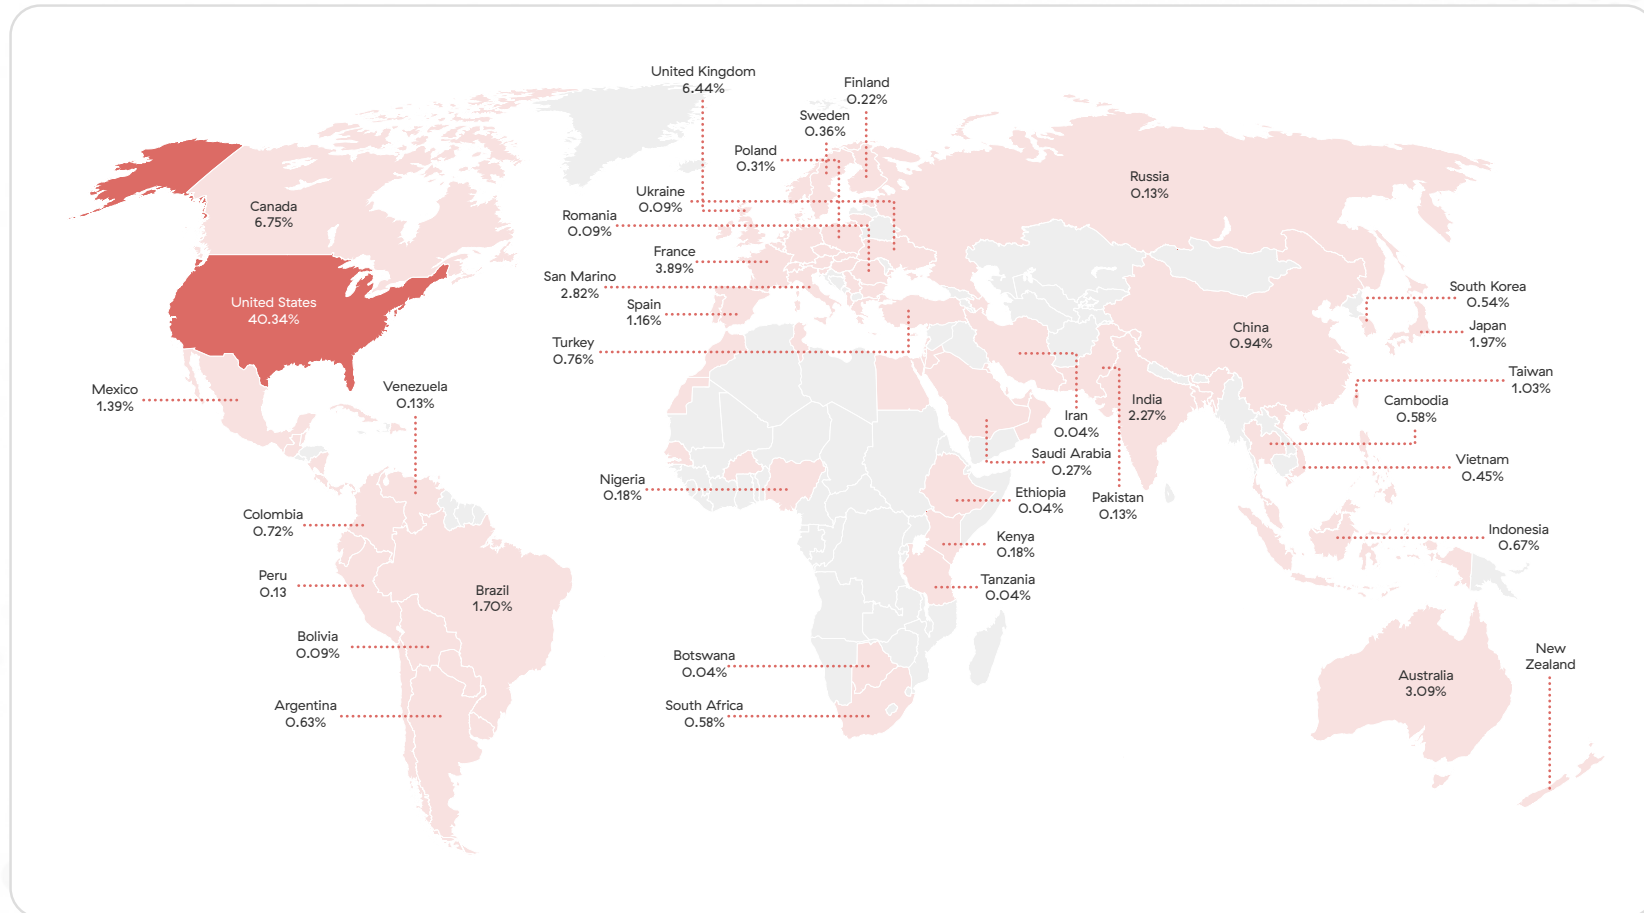 United Kingdom
6.44%
Finland
0.22%
Sweden
0.36%
Poland
0.31%
Russia
0.13%
Ukraine
0.09%
Canada
6.75%
Romania
0.09%
France
3.89%
San Marino
2.82%
South Korea
0.54%
United States
40.34%
Spain
1.16%
China
0.94%
Japan
1.97%
Turkey
0.76%
Taiwan
1.03%
Mexico
1.39%
Venezuela
0.13%
India
2.27%
Cambodia
0.58%
Iran
0.04%
Saudi Arabia
0.27%
Vietnam
0.45%
Nigeria
0.18%
Ethiopia
0.04%
Pakistan
0.13%
Colombia
0.72%
Kenya
0.18%
Indonesia
0.67%
Peru
0.13
Tanzania
0.04%
Brazil
1.70%
Bolivia
0.09%
Botswana
0.04%
New
Zealand
Australia
3.09%
Argentina
0.63%
South Africa
0.58%